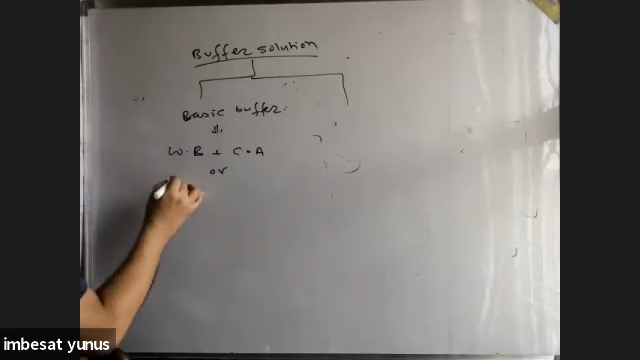 Buffer solution
Basic buffer.
W.B + C.A
or
imbesat yunus